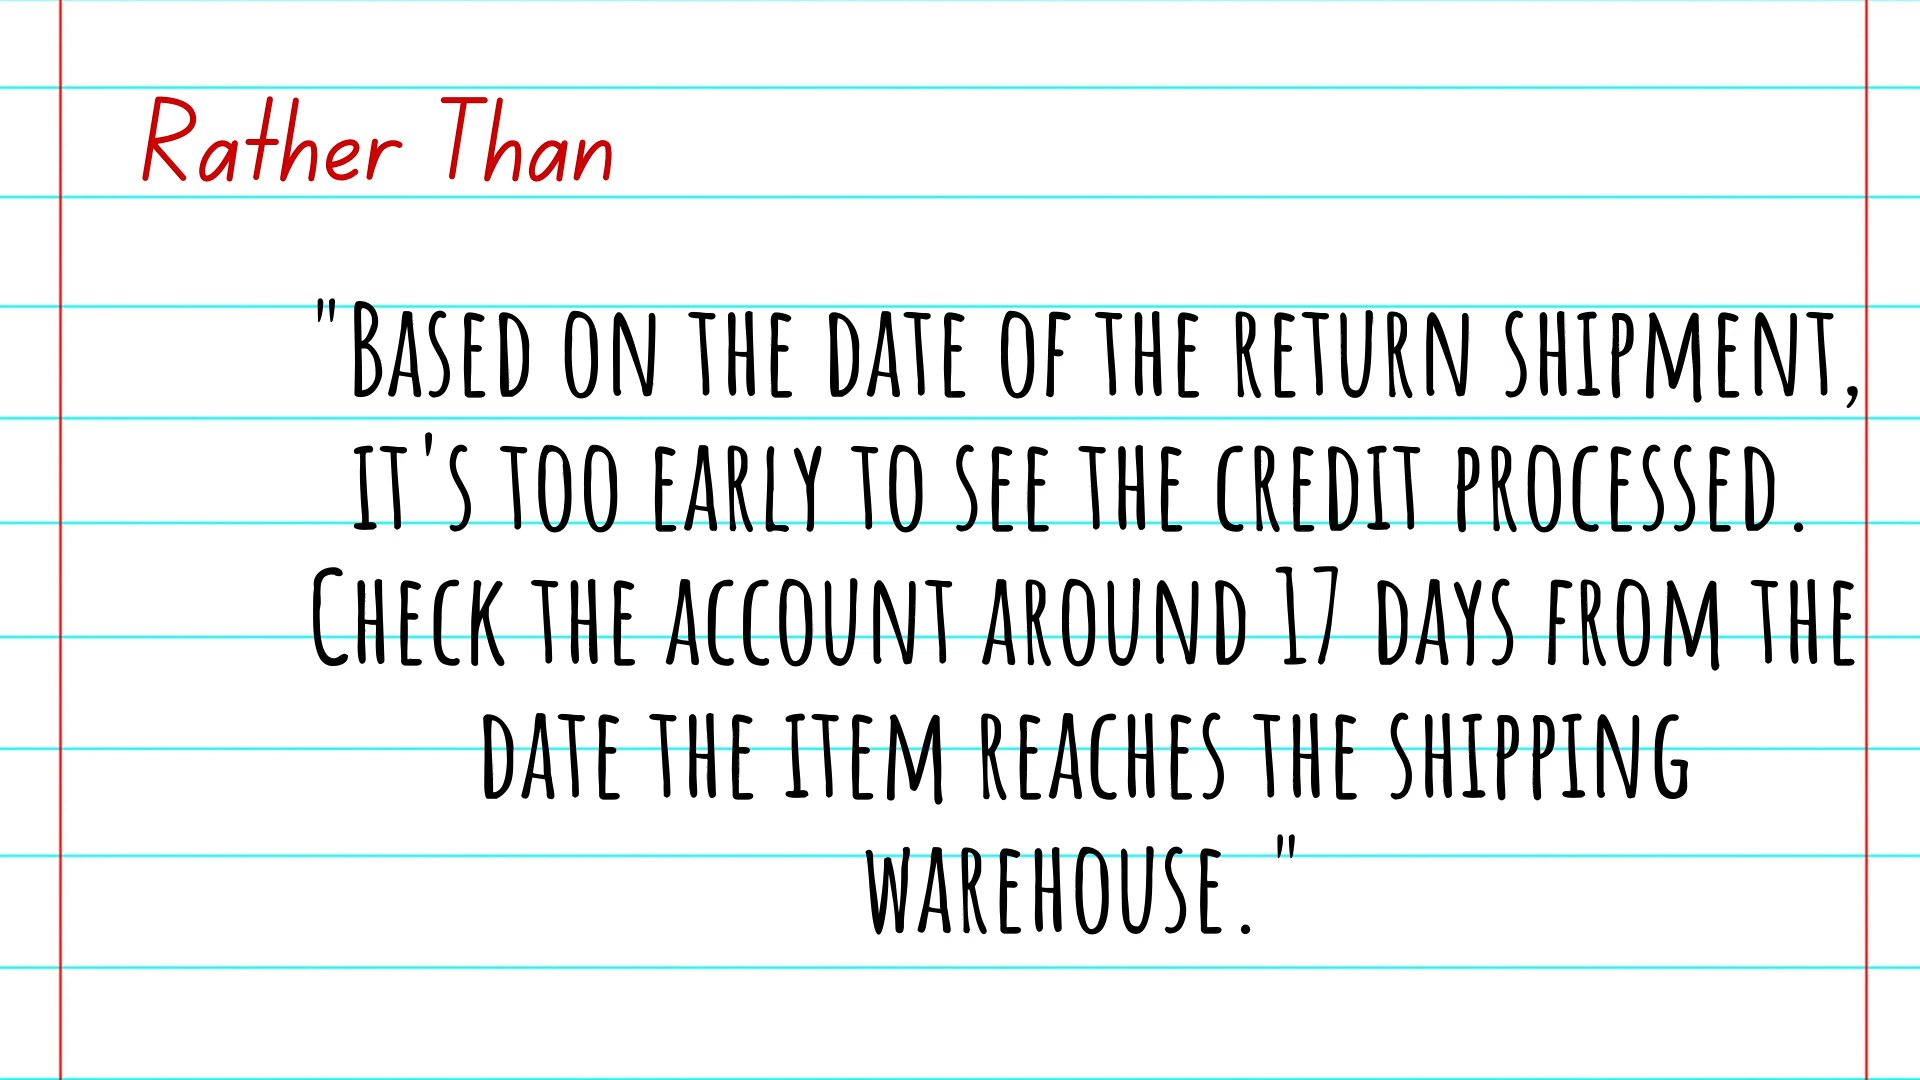 Rather Than
"Based on the date of the return shipment,
it's too early to see the credit processed.
Check the account around 17 days from the
date the item reaches the shipping
warehouse."